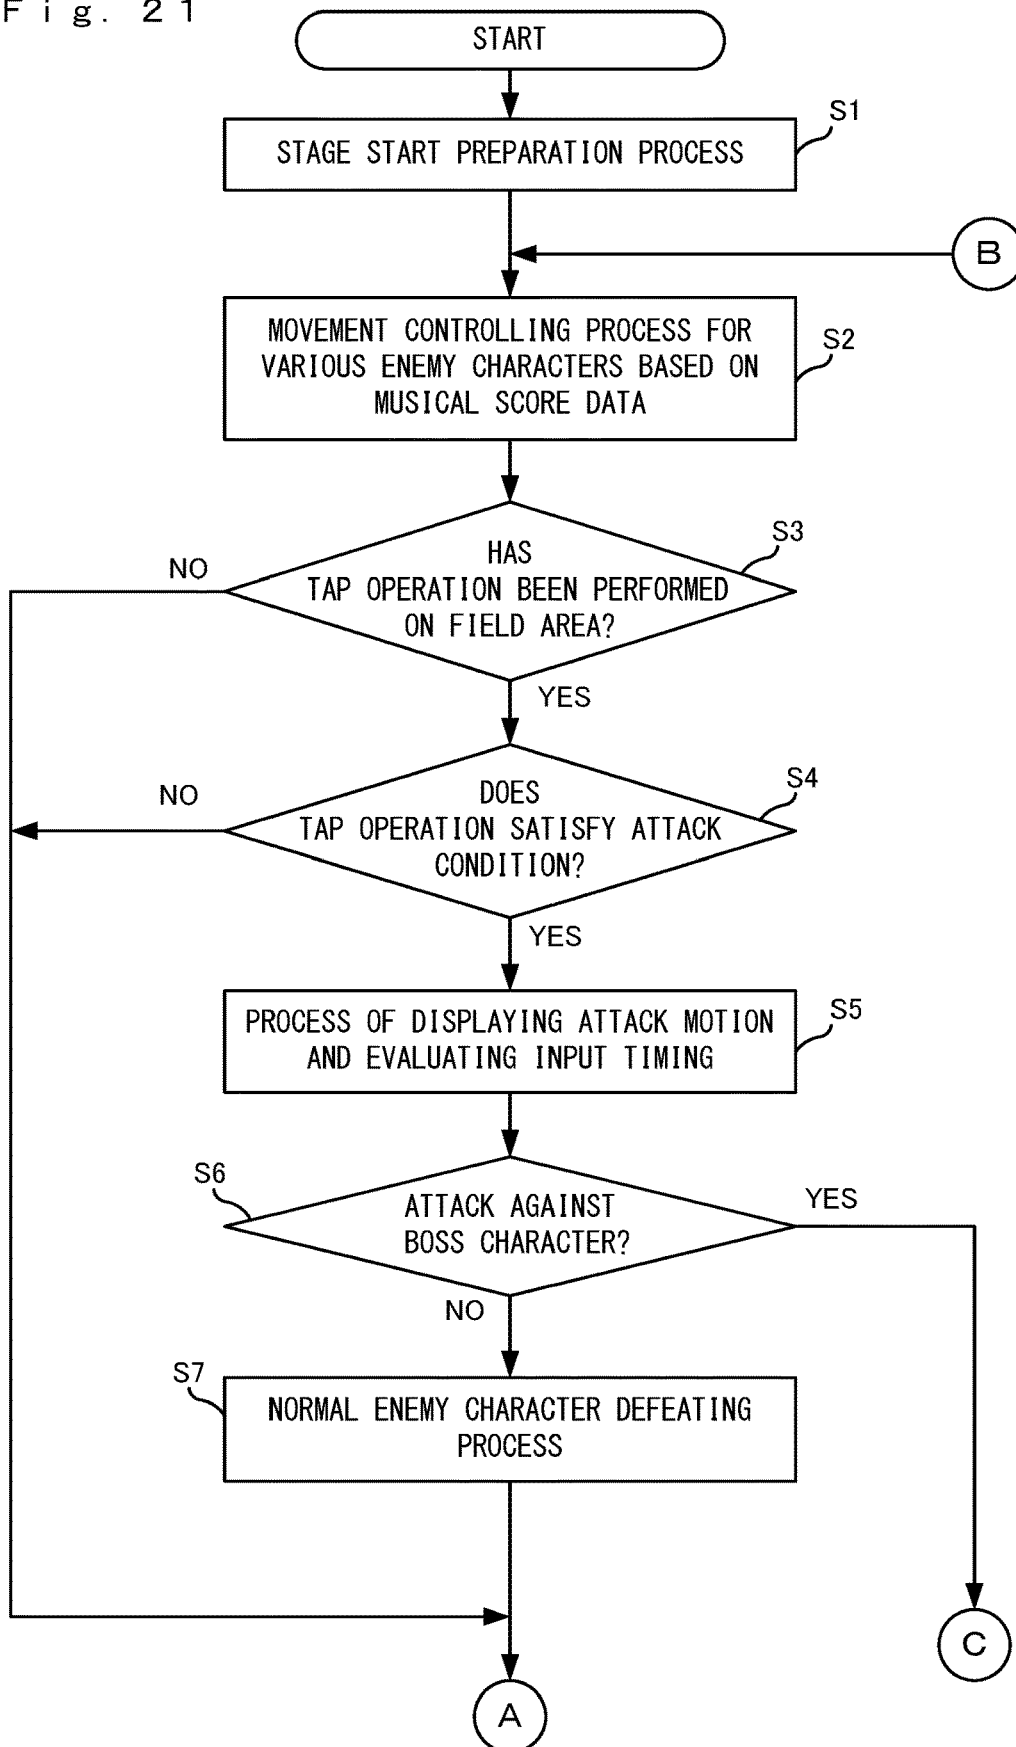 Fig. 21
START
S1
STAGE START PREPARATION PROCESS
B
S2
MOVEMENT CONTROLLING PROCESS FOR
VARIOUS ENEMY CHARACTERS BASED ON
MUSICAL SCORE DATA
S3
NO
HAS
TAP OPERATION BEEN PERFORMED
ON FIELD AREA?
YES
S4
NO
DOES
TAP OPERATION SATISFY ATTACK
CONDITION?
YES
S5
PROCESS OF DISPLAYING ATTACK MOTION
AND EVALUATING INPUT TIMING
S6
YES
ATTACK AGAINST
BOSS CHARACTER?
NO
S7
NORMAL ENEMY CHARACTER DEFEATING
PROCESS
C
A